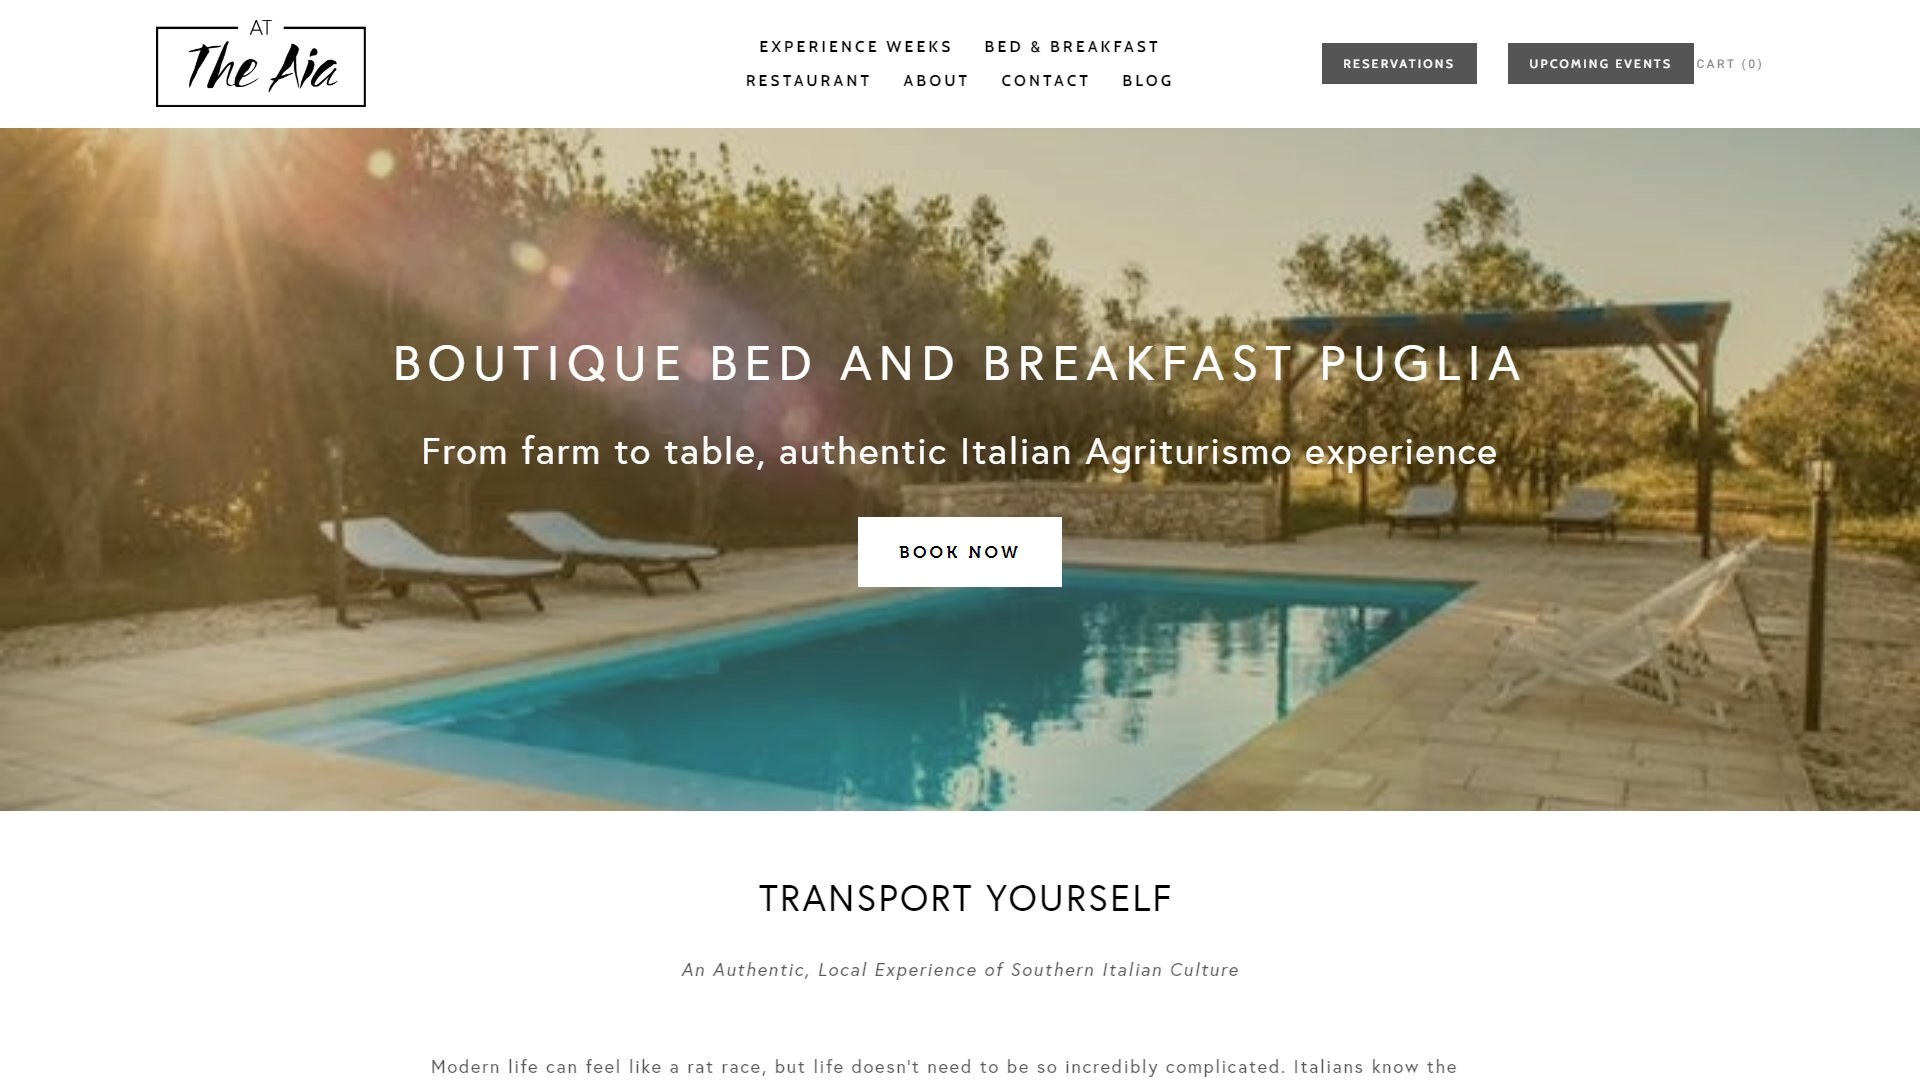 AT
The Aia
EXPERIENCE WEEKS BED & BREAKFAST
RESTAURANT ABOUT CONTACT BLOG
RESERVATIONS
UPCOMING EVENTS
CART (0)
BOUTIQUE BED AND BREAKFAST PUGLIA
From farm to table, authentic Italian Agriturismo experience
BOOK NOW
TRANSPORT YOURSELF
An Authentic, Local Experience of Southern Italian Culture
Modern life can feel like a rat race, but life doesn't need to be so incredibly complicated. Italians know the